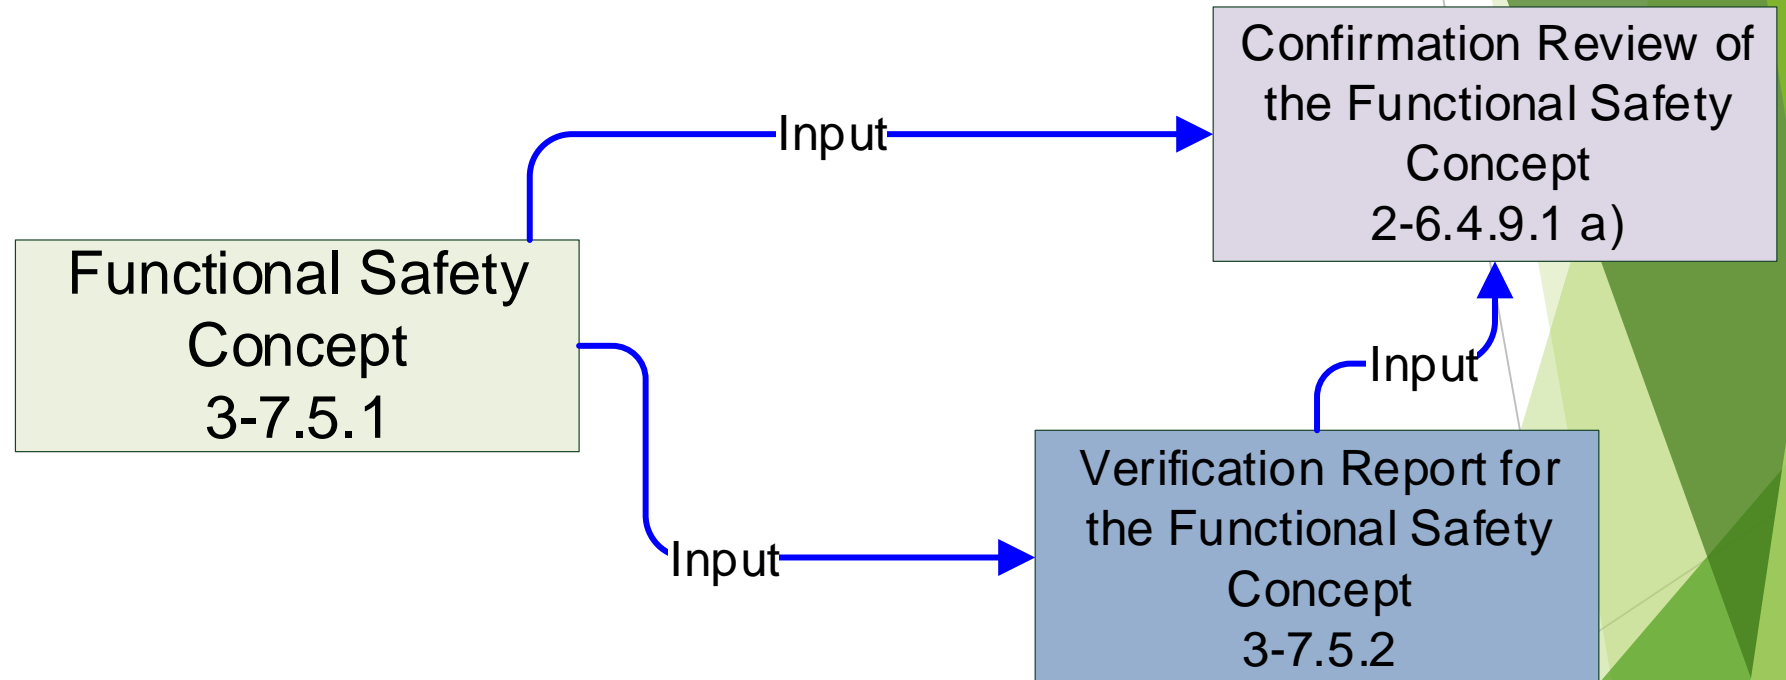 Confirmation Review of
the Functional Safety
Concept
2-6.4.9.1 a)
Input
Functional Safety
Concept
3-7.5.1
Input
Verification Report for
the Functional Safety
Concept
3-7.5.2
Input